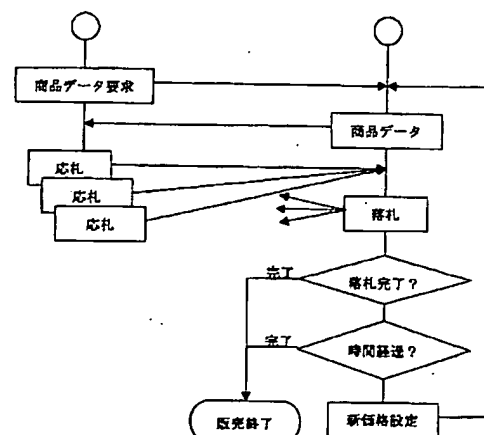 商品データ要求
商品データ
応札
応札
応札
落札
完了
落札完了？
完了
時間経過？
販売終了
新価格設定